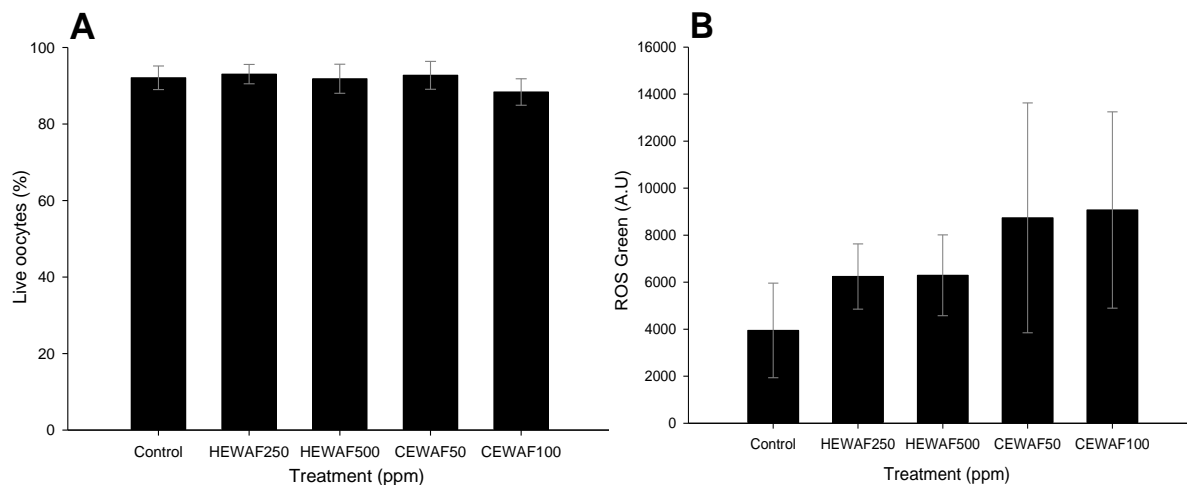 A
100
80
60
40
20
0
Live oocytes (%)
Control HEWAF250 HEWAF500 CEWAF50 CEWAF100
Treatment (ppm)
B
16000
14000
12000
10000
8000
6000
4000
2000
0
ROS Green (A.U)
Control HEWAF250 HEWAF500 CEWAF50 CEWAF100
Treatment (ppm)